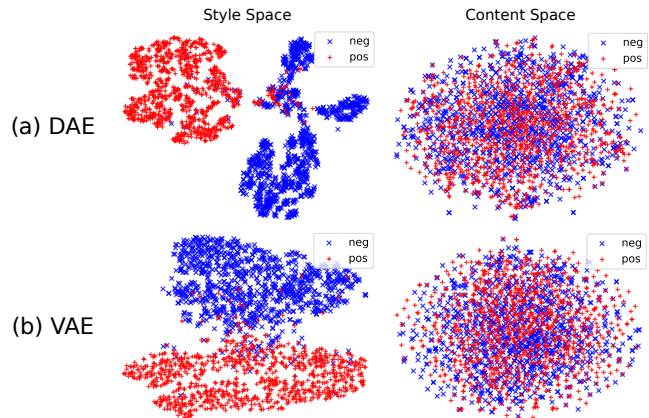 Style Space
Content Space
neg
pos
neg
pos
(a) DAE
neg
pos
neg
pos
(b) VAE